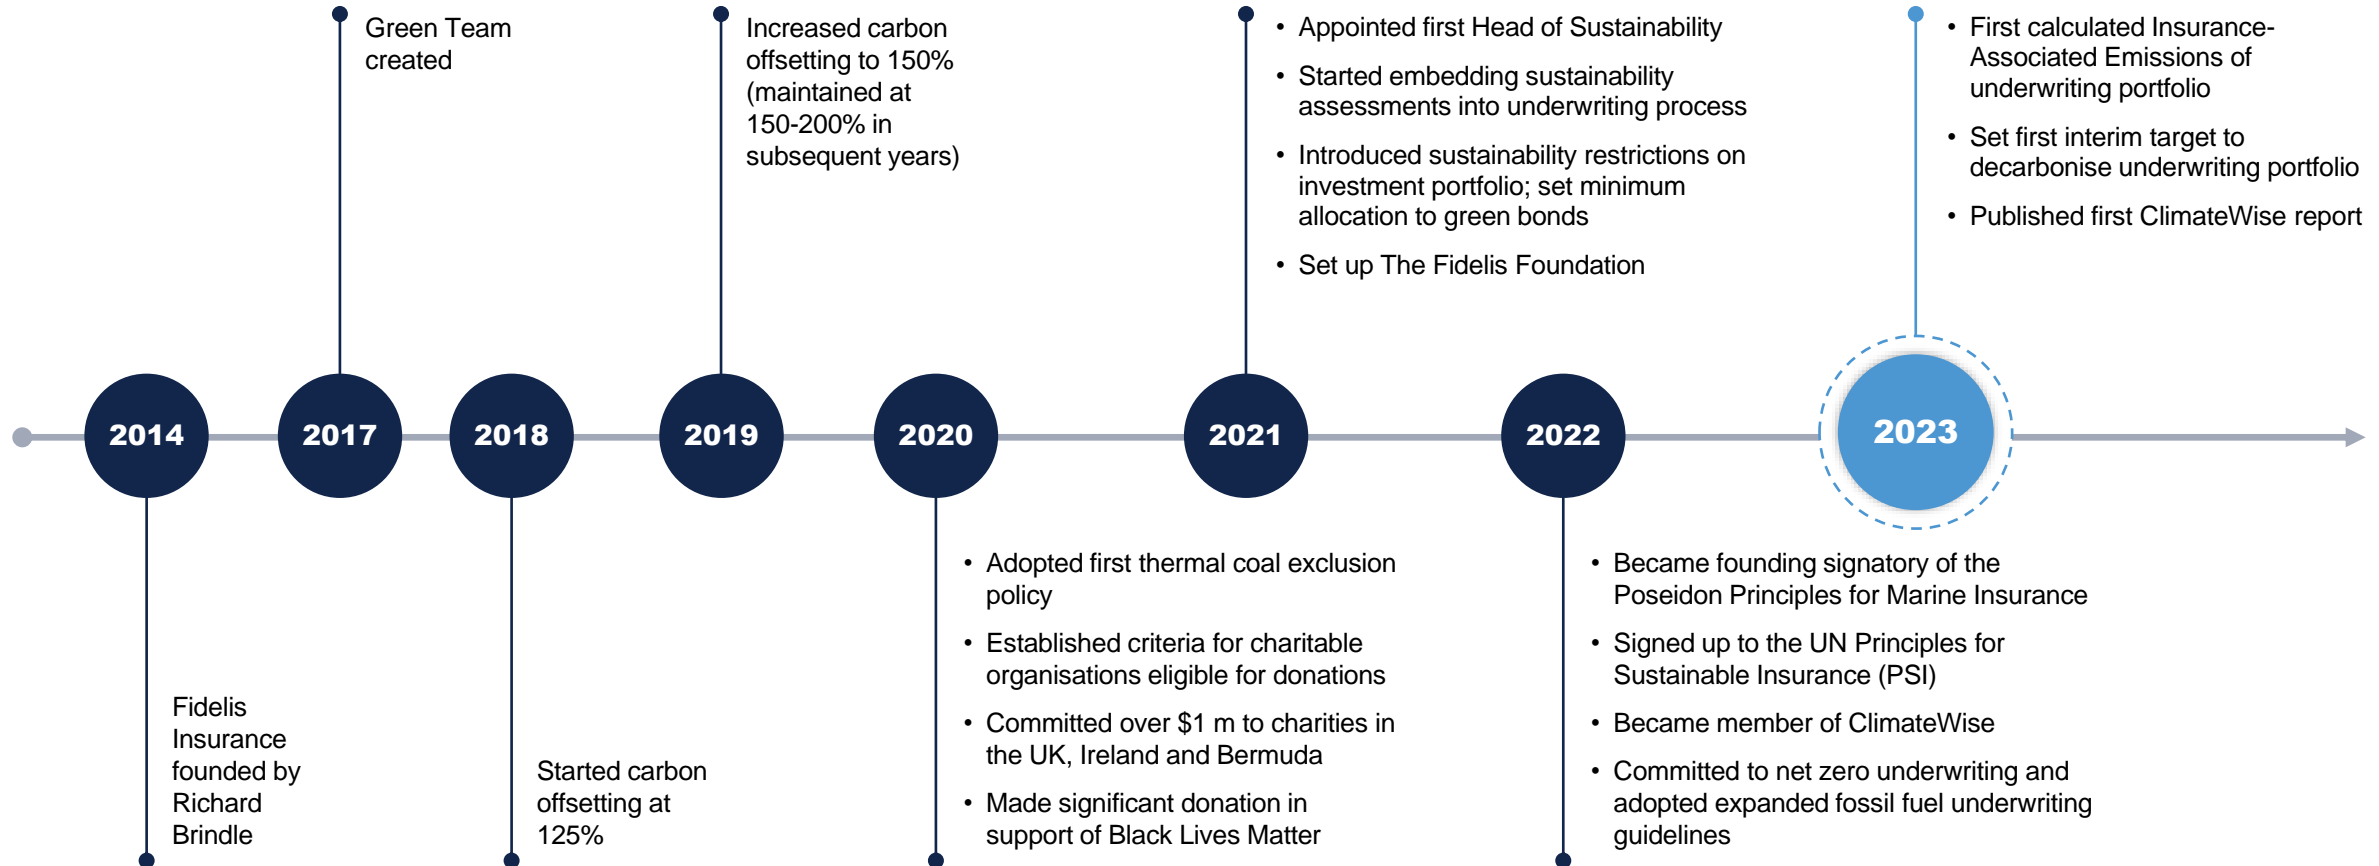 Green Team
created
Increased carbon
offsetting to 150%
(maintained at
150-200% in
subsequent years)
• Appointed first Head of Sustainability
• Started embedding sustainability
assessments into underwriting process
• Introduced sustainability restrictions on
investment portfolio; set minimum
allocation to green bonds
• Set up The Fidelis Foundation
• First calculated Insurance-
Associated Emissions of
underwriting portfolio
• Set first interim target to
decarbonise underwriting portfolio
• Published first ClimateWise report
2014
2017
2018
2019
2020
2021
2022
2023
Fidelis
Insurance
founded by
Richard
Brindle
Started carbon
offsetting at
125%
• Adopted first thermal coal exclusion
policy
• Established criteria for charitable
organisations eligible for donations
• Committed over $1 m to charities in
the UK, Ireland and Bermuda
• Made significant donation in
support of Black Lives Matter
• Became founding signatory of the
Poseidon Principles for Marine Insurance
• Signed up to the UN Principles for
Sustainable Insurance (PSI)
• Became member of ClimateWise
• Committed to net zero underwriting and
adopted expanded fossil fuel underwriting
guidelines